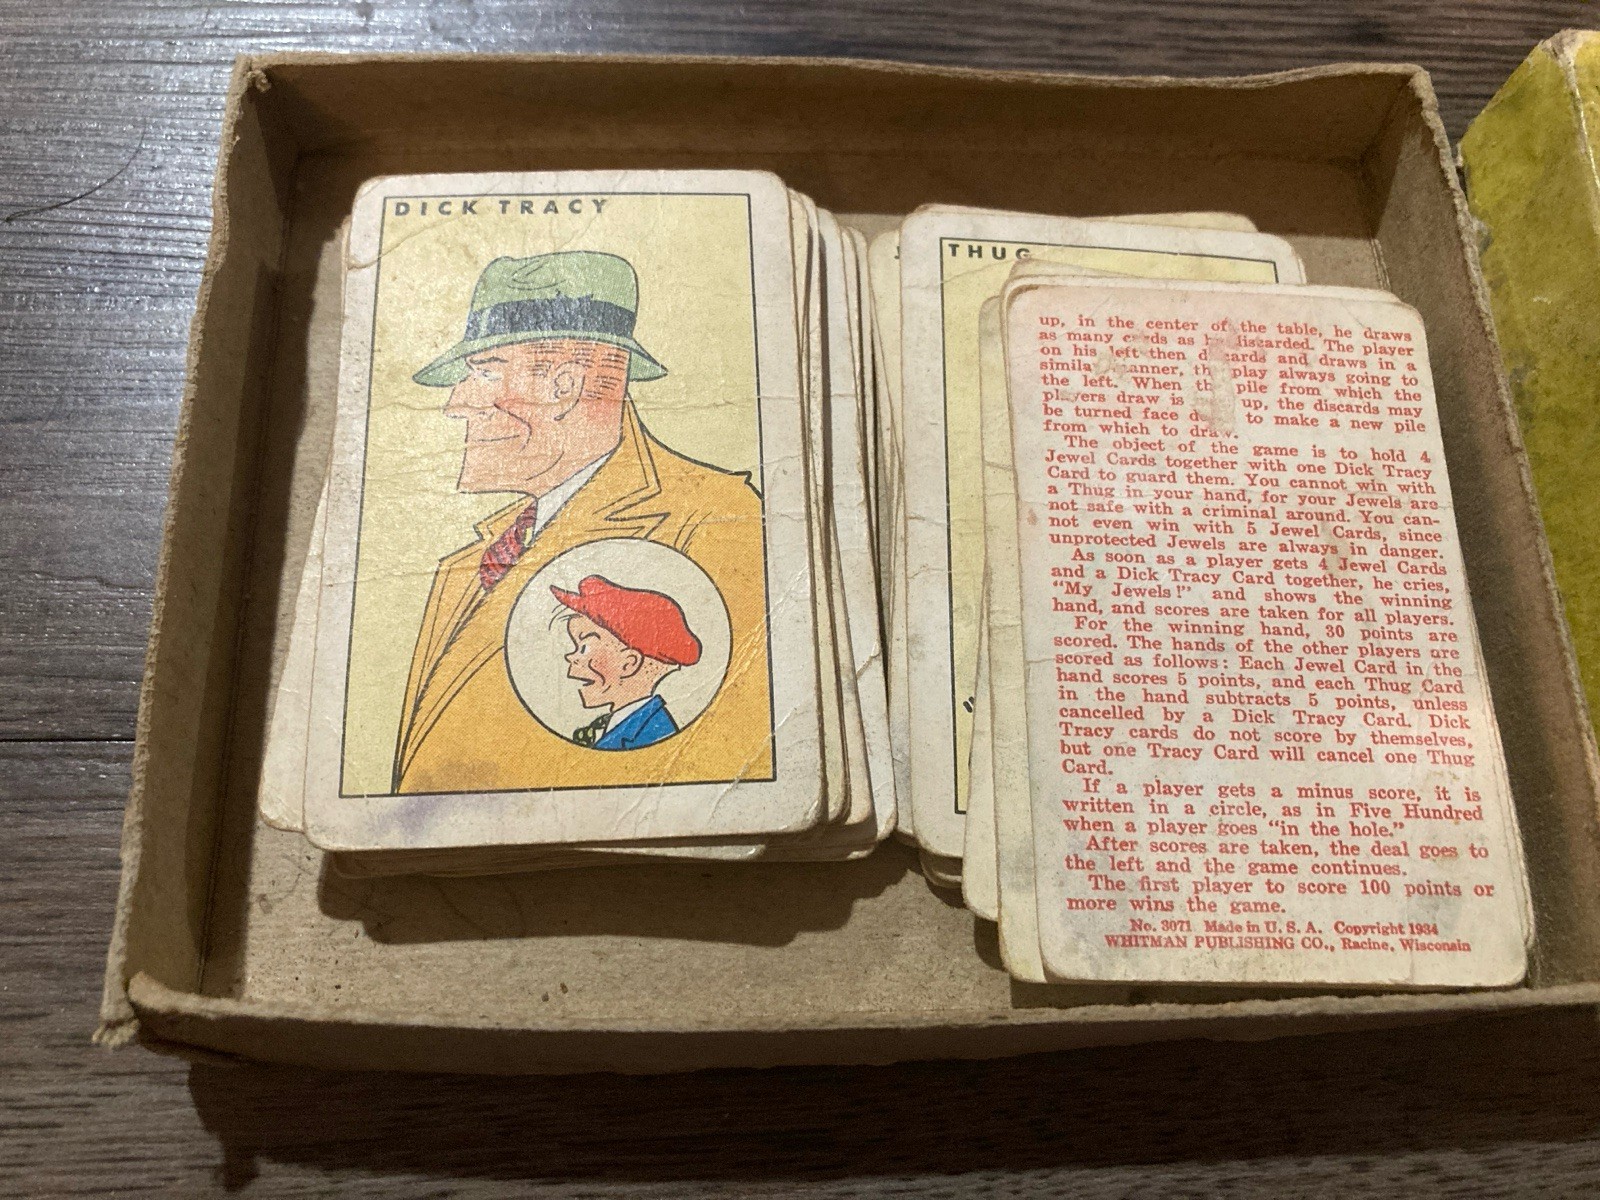 DICK TRACY
THUG
up, in the center of the table, he draws
as many as discarded. The player
on his left then and draws in a
the play always going to
the left. When the pile from which the
players draw is up, the discards may
be turned face to make a new pile
from which to draw.
The object of the game is to hold 4
Jewel Cards together with one Dick Tracy
Card to guard them. You cannot win with
a Thug in your hand, for your Jewels are
not safe with a criminal around. You can-
not even win with 5 Jewel Cards, since
unprotected Jewels are always in danger.
As soon as a player gets 4 Jewel Cards
and a Dick Tracy Card together, he cries,
"My Jewels!" and shows the winning
hand, and scores are taken for all players.
For the winning hand, 30 points are
scored. The hands of the other players are
scored as follows: Each Jewel Card in the
hand scores 5 points, and each Thug Card
in the hand subtracts 5 points, unless
cancelled by a Dick Tracy Card. Dick
Tracy cards do not score by themselves,
but one Tracy Card will cancel one Thug
Card.
If a player gets a minus score, it is
written in a circle, as in Five Hundred
when a player goes "in the hole."
After scores are taken, the deal goes to
the left and the game continues.
The first player to score 100 points or
more wins the game.
No. 3071 Made in U. S. A. Copyright 1934
WHITMAN PUBLISHING CO., Racine, Wisconsin